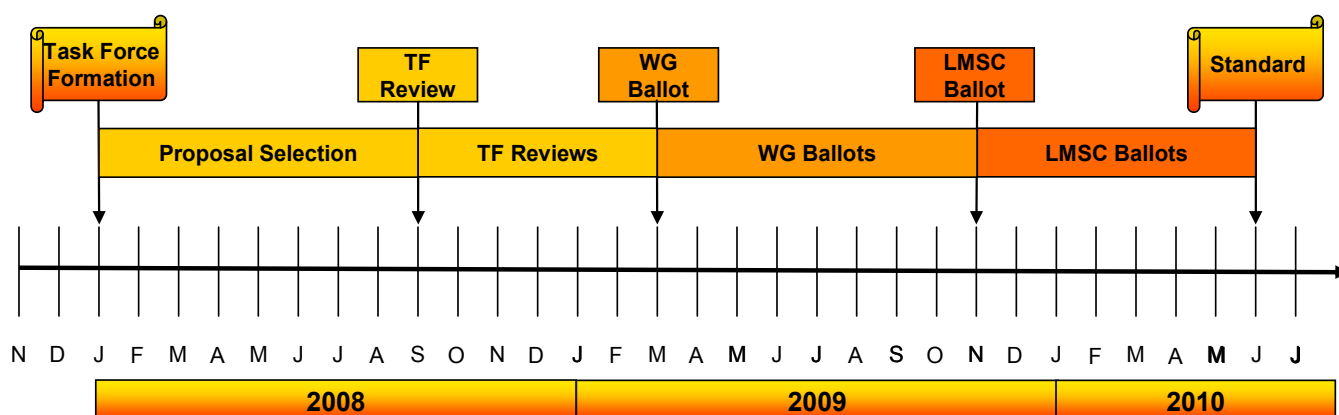 Task Force
Formation
TF
Review
WG
Ballot
LMSC
Ballot
Standard
Proposal Selection
TF Reviews
WG Ballots
LMSC Ballots
N D J F M A M J J A S O N D J F M A M J J A S O N D J F M A M J J
2008
2009
2010